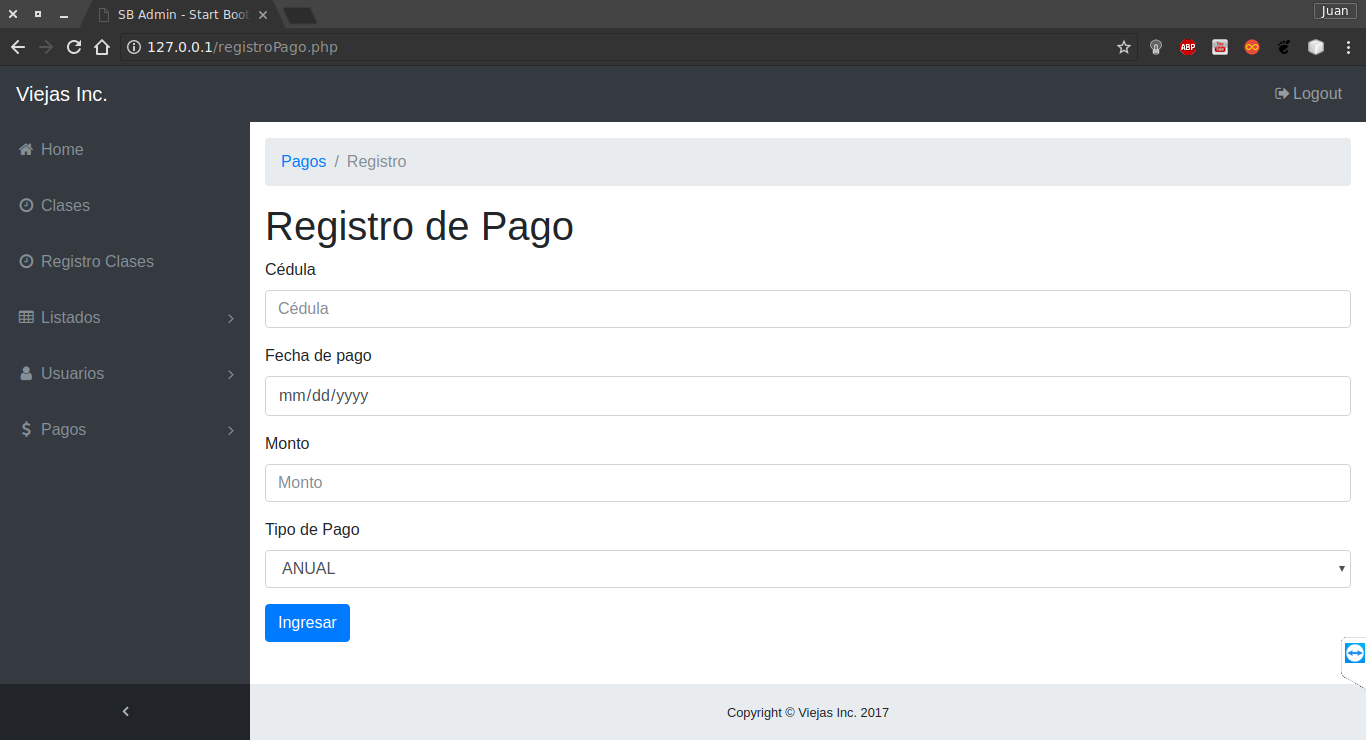 SB Admin - Start Boot
Juan
127.0.0.1/registroPago.php
ABP
Viejas Inc.
Logout
Home
Clases
Registro Clases
Listados
Usuarios
Pagos
Pagos / Registro
Registro de Pago
Cédula
Cédula
Fecha de pago
mm/dd/yyyy
Monto
Monto
Tipo de Pago
ANUAL
Ingresar
Copyright © Viejas Inc. 2017